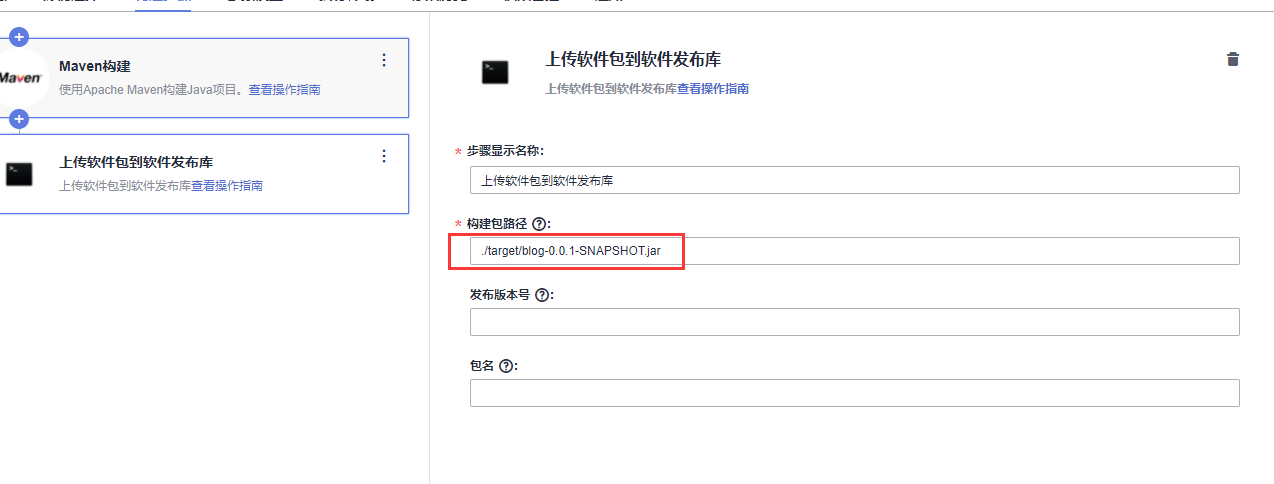 Maven
Maven构建
使用Apache Maven构建Java项目。查看操作指南
上传软件包到软件发布库
上传软件包到软件发布库查看操作指南
上传软件包到软件发布库
上传软件包到软件发布库查看操作指南
* 步骤显示名称:
上传软件包到软件发布库
* 构建包路径 ?:
./target/blog-0.0.1-SNAPSHOT.jar
发布版本号 ?:
包名 ?: